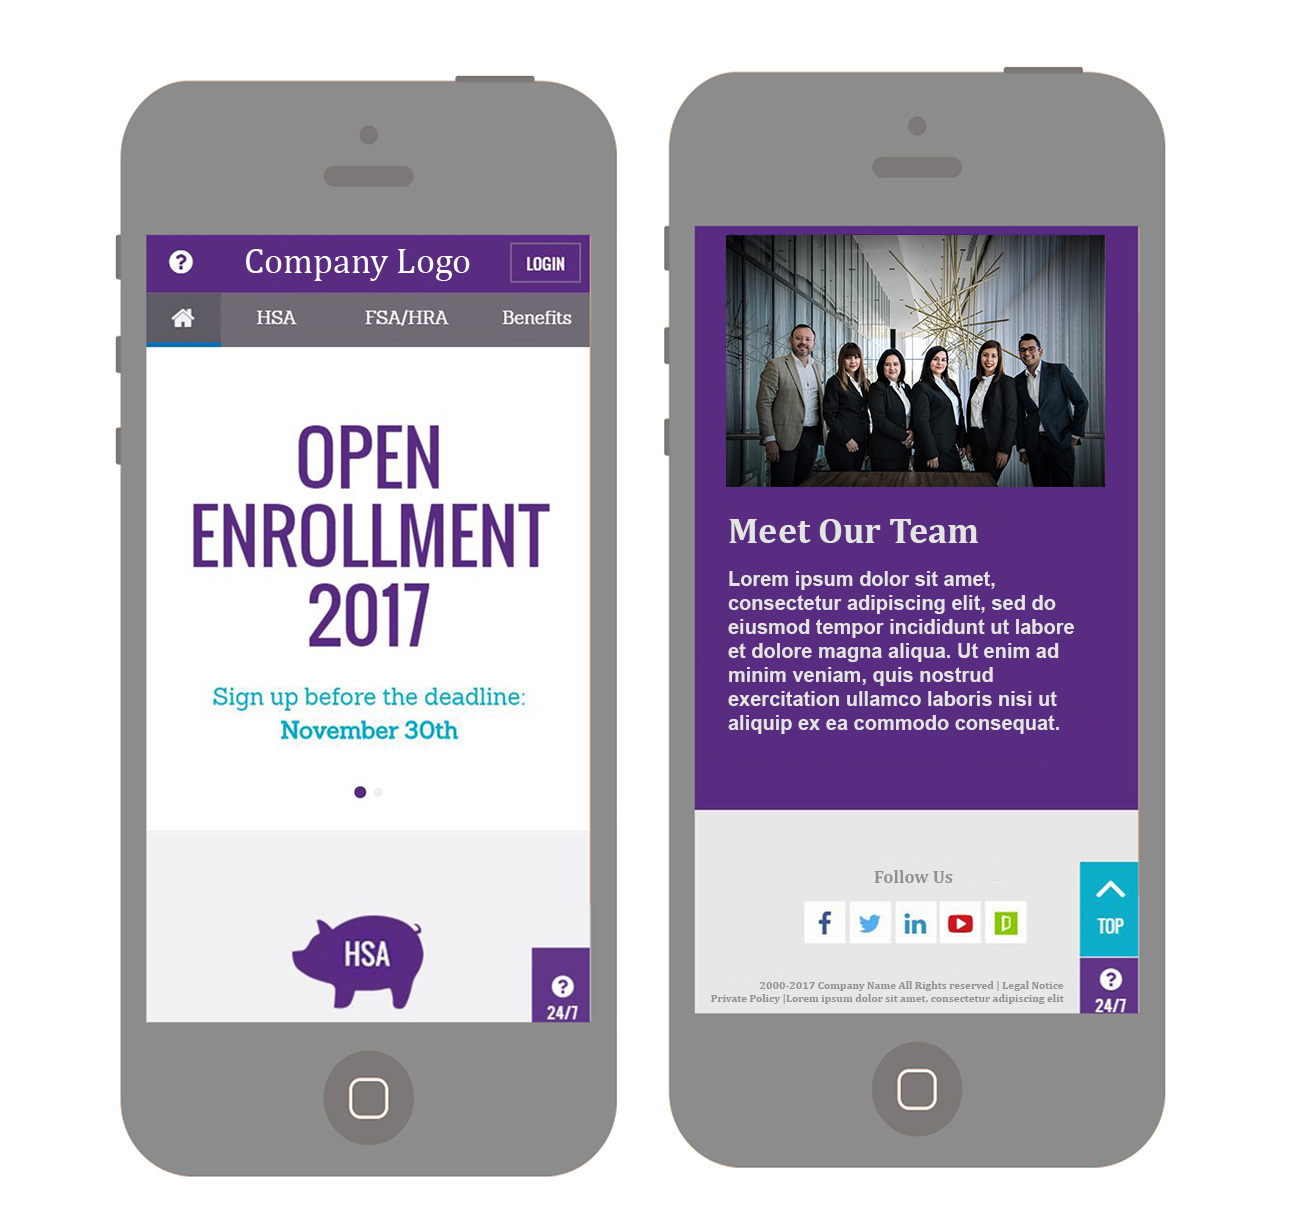 Company Logo
LOGIN
HSA
FSA/HRA
Benefits
OPEN
ENROLLMENT
2017
Sign up before the deadline:
November 30th
HSA
24/7
Meet Our Team
Lorem ipsum dolor sit amet,
consectetur adipiscing elit, sed do
eiusmod tempor incididunt ut labore
et dolore magna aliqua. Ut enim ad
minim veniam, quis nostrud
exercitation ullamco laboris nisi ut
aliquip ex ea commodo consequat.
Follow Us
TOP
2000-2017 Company Name All Rights reserved | Legal Notice
Private Policy |Lorem ipsum dolor sit amet, consectetur adipiscing elit
24/7